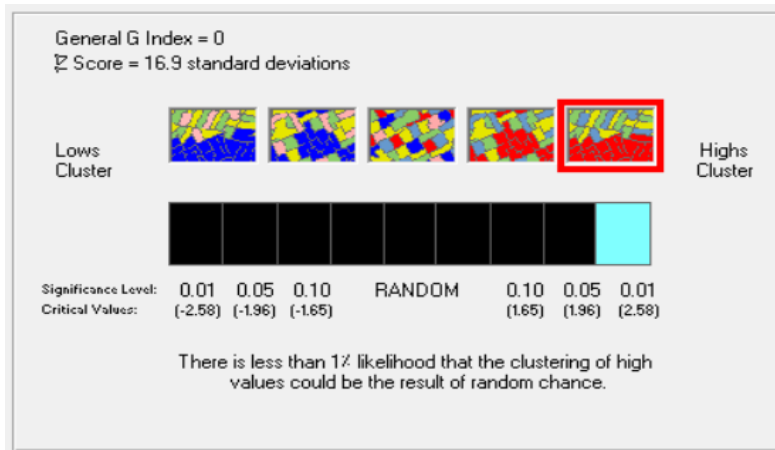 General G Index = 0
Z Score = 16.9 standard deviations
Lows
Cluster
Highs
Cluster
Significance Level: 0.01 0.05 0.10 RANDOM 0.10 0.05 0.01
Critical Values: (-2.58) (-1.96) (-1.65) (1.65) (1.96) (2.58)
There is less than 1% likelihood that the clustering of high
values could be the result of random chance.